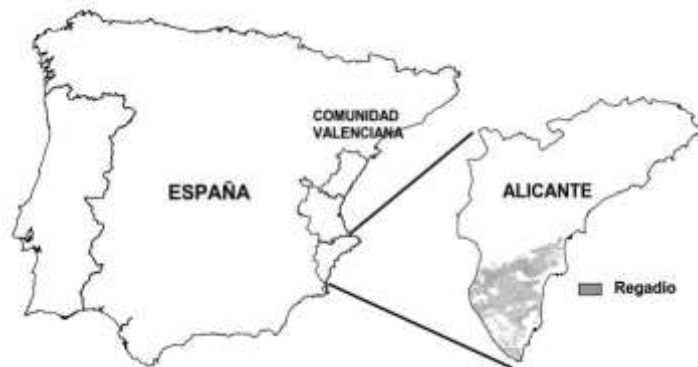 COMUNIDAD
VALENCIANA
ESPAÑA
ALICANTE
Regadio